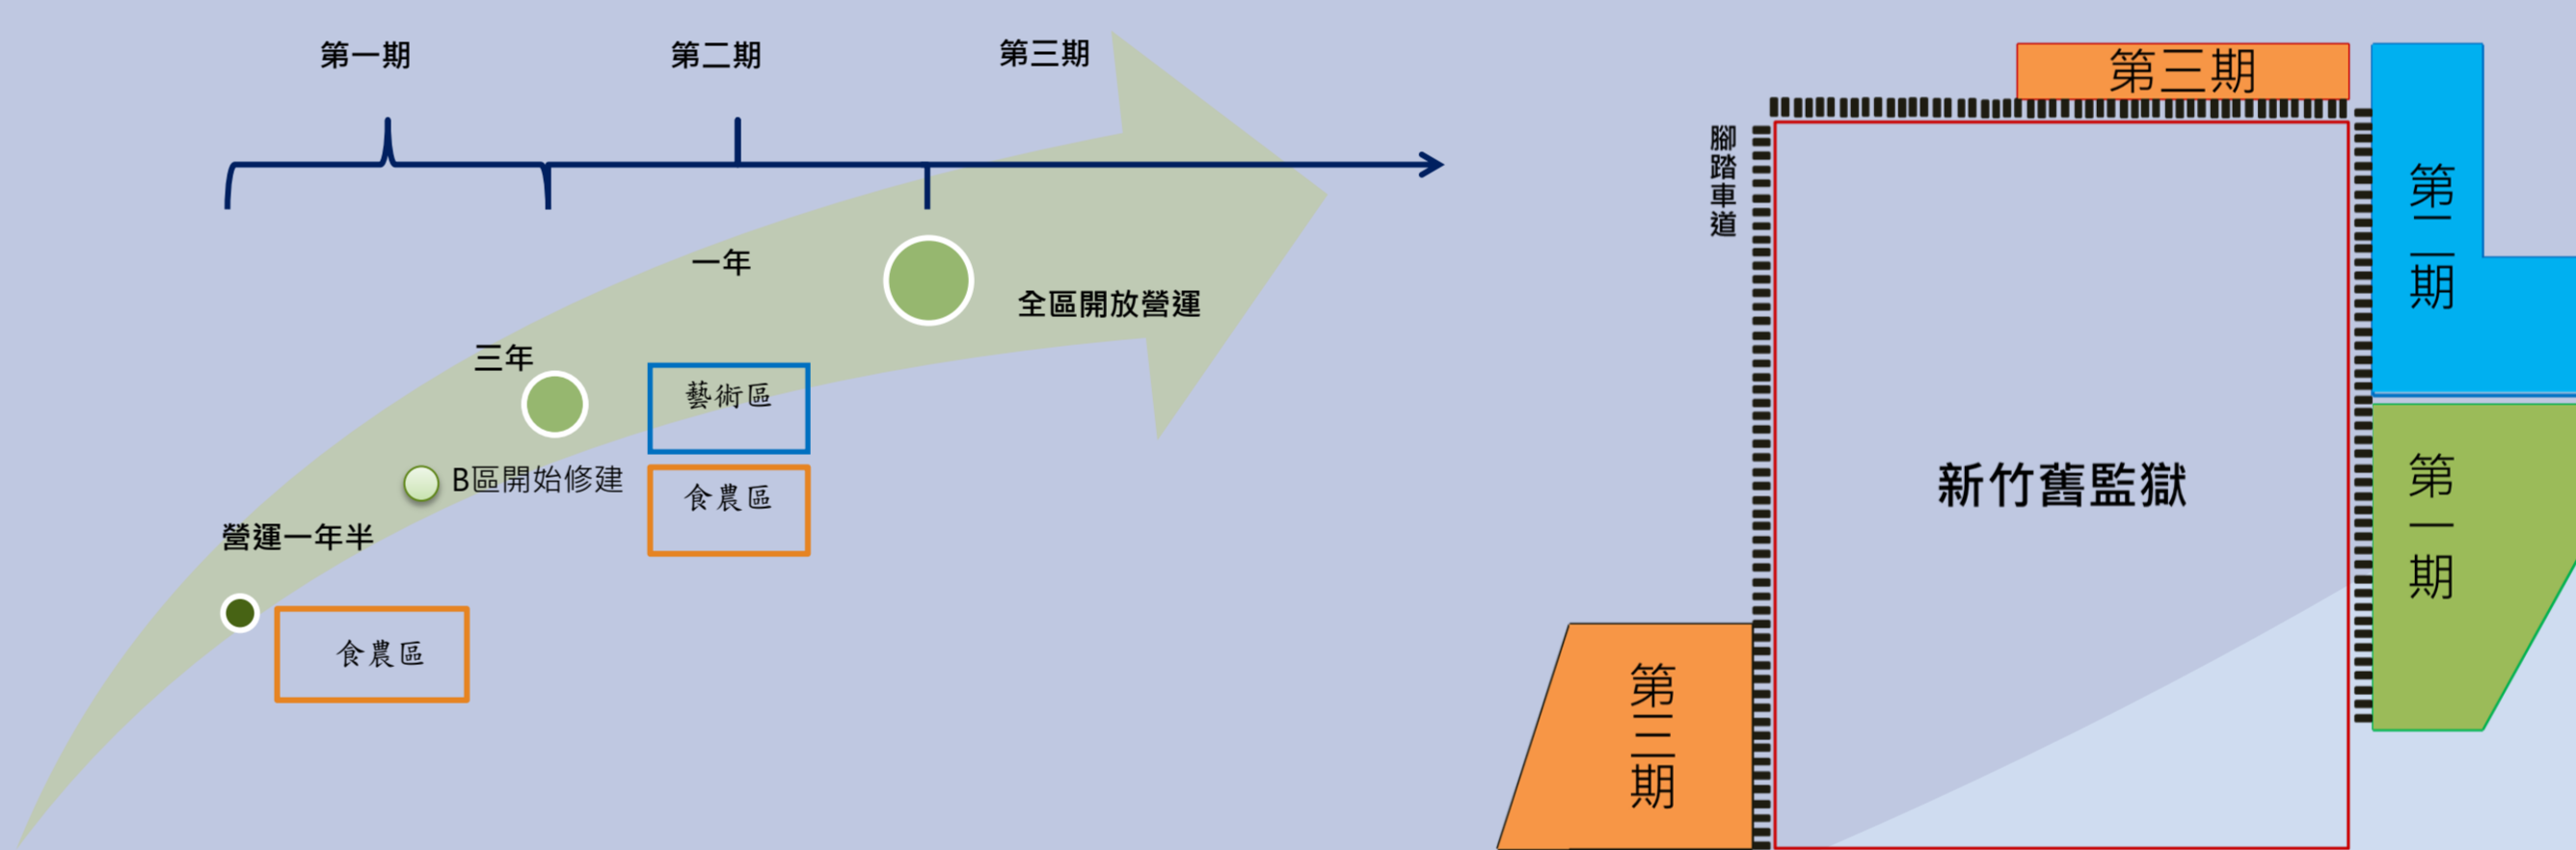 第一期
第二期
第三期
一年
全區開放營運
三年
藝術區
B區開始修建
食農區
營運一年半
食農區
第三期
腳踏車道
第二期
新竹舊監獄
第一期
第三期